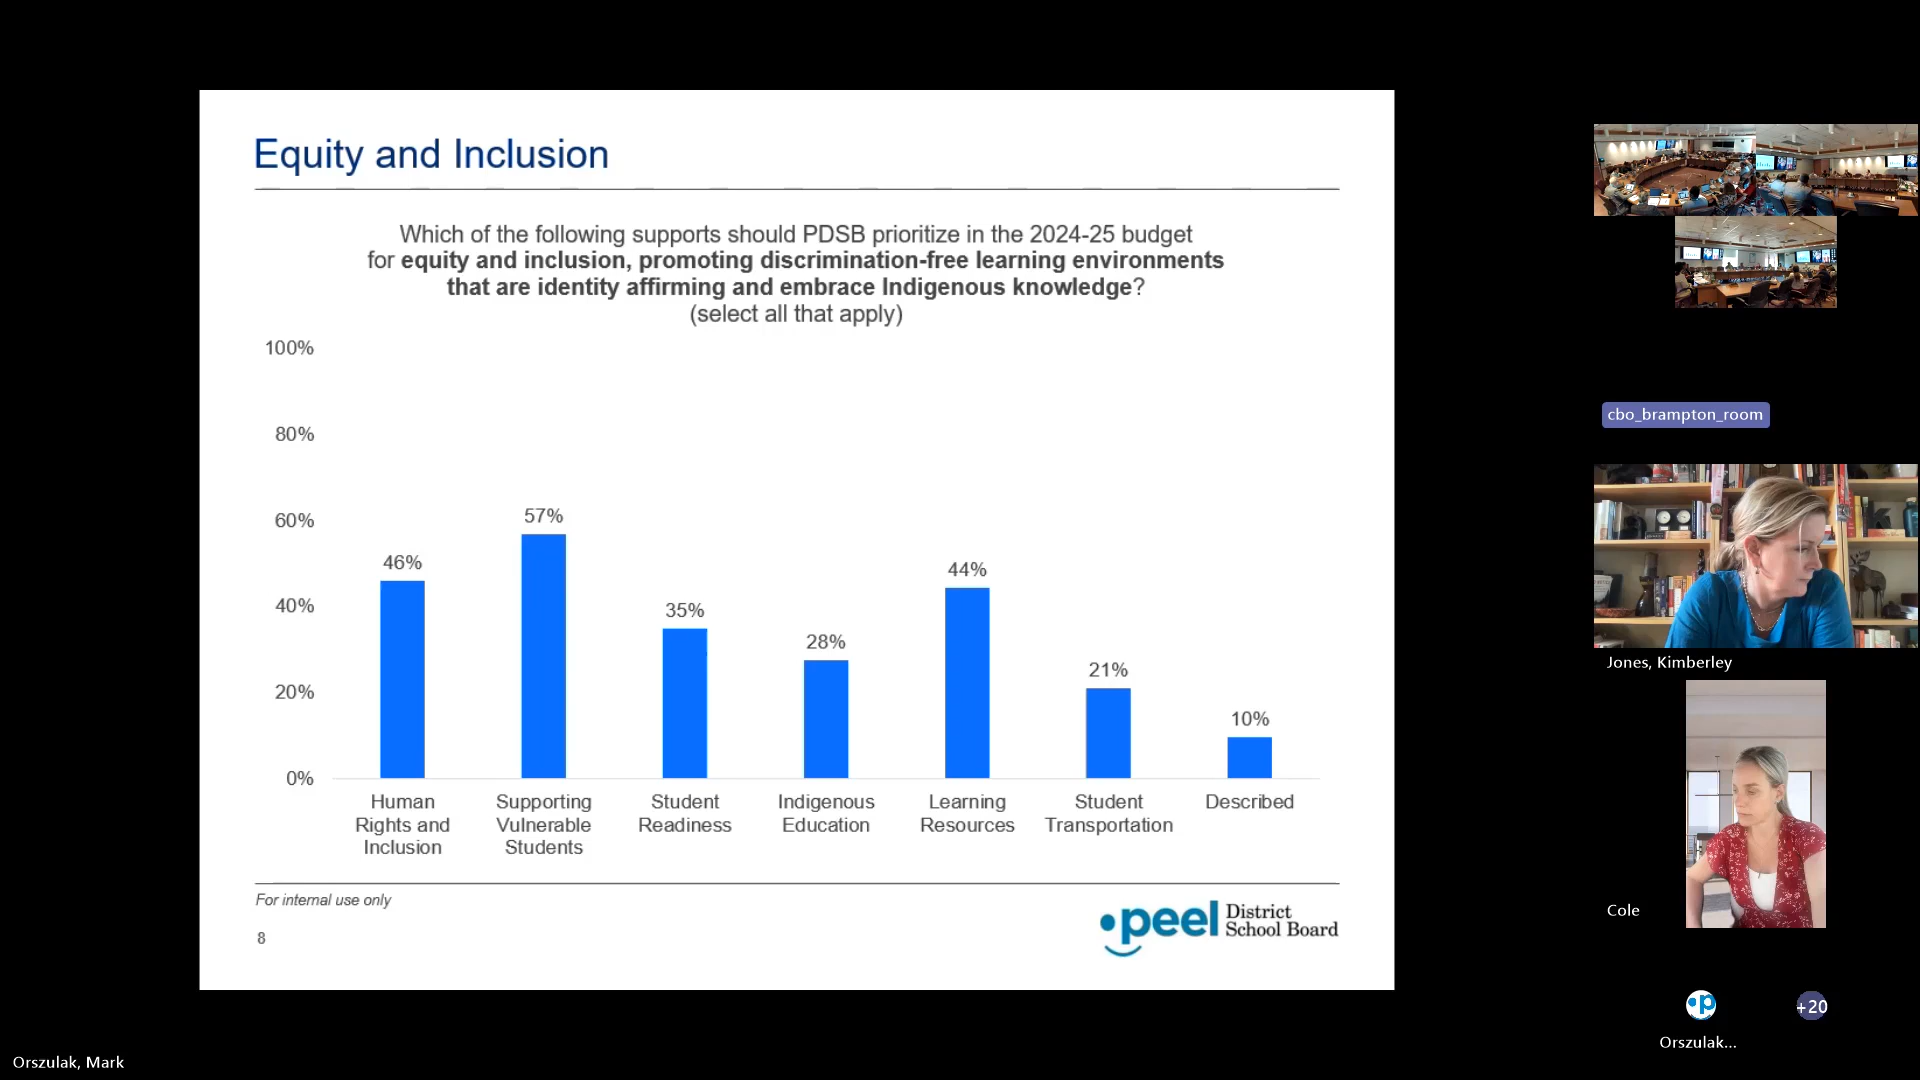 Equity and Inclusion
Which of the following supports should PDSB prioritize in the 2024-25 budget
for equity and inclusion, promoting discrimination-free learning environments
that are identity affirming and embrace Indigenous knowledge?
(select all that apply)
100%
80%
60%
40%
20%
0%
46%
57%
35%
28%
44%
21%
10%
Human
Rights and
Inclusion
Supporting
Vulnerable
Students
Student
Readiness
Indigenous
Education
Learning
Resources
Student
Transportation
Described
For internal use only
8
peel District
School Board
cbo_brampton_room
Jones, Kimberley
Cole
p
+20
Orszulak...
Orszulak, Mark